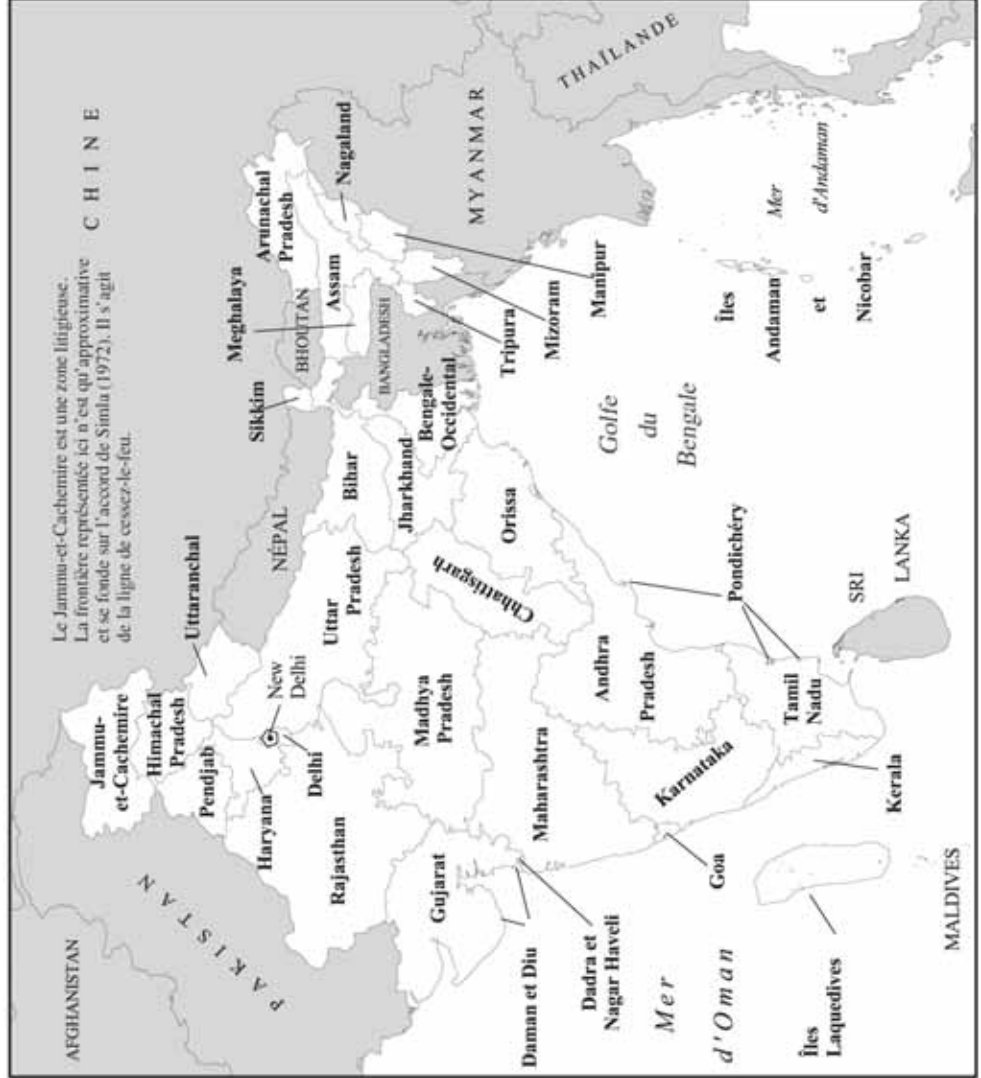 Le Jammu-et-Cachemire est une zone litigieuse.
La frontière représentée ici n'est qu'approximative
et se fonde sur l'accord de Simla (1972). Il s'agit
de la ligne de cessez-le-feu.
CHINE
AFGHANISTAN
PAKISTAN
Jammu-
et-Cachemire
Himachal
Pradesh
Uttaranchal
Pendjab
Haryana
New
Delhi
Delhi
NÉPAL
Sikkim
Meghalaya
BHOUTAN
Arunachal
Pradesh
Assam
Nagaland
Rajasthan
Uttar
Pradesh
Bihar
BANGLADESH
MYANMAR
THAÏLANDE
Gujarat
Madhya
Pradesh
Chhattisgarh
Jharkhand
Bengale-
Occidental
Tripura
Mizoram
Manipur
Daman et Diu
Dadra et
Nagar Haveli
Maharashtra
Orissa
Mer
d'Oman
Goa
Karnataka
Andhra
Pradesh
Golfe
du
Bengale
Pondichéry
Îles
Andaman
et
Nicobar
Mer
d'Andaman
Îles
Laquedives
Kerala
Tamil
Nadu
SRI
LANKA
MALDIVES